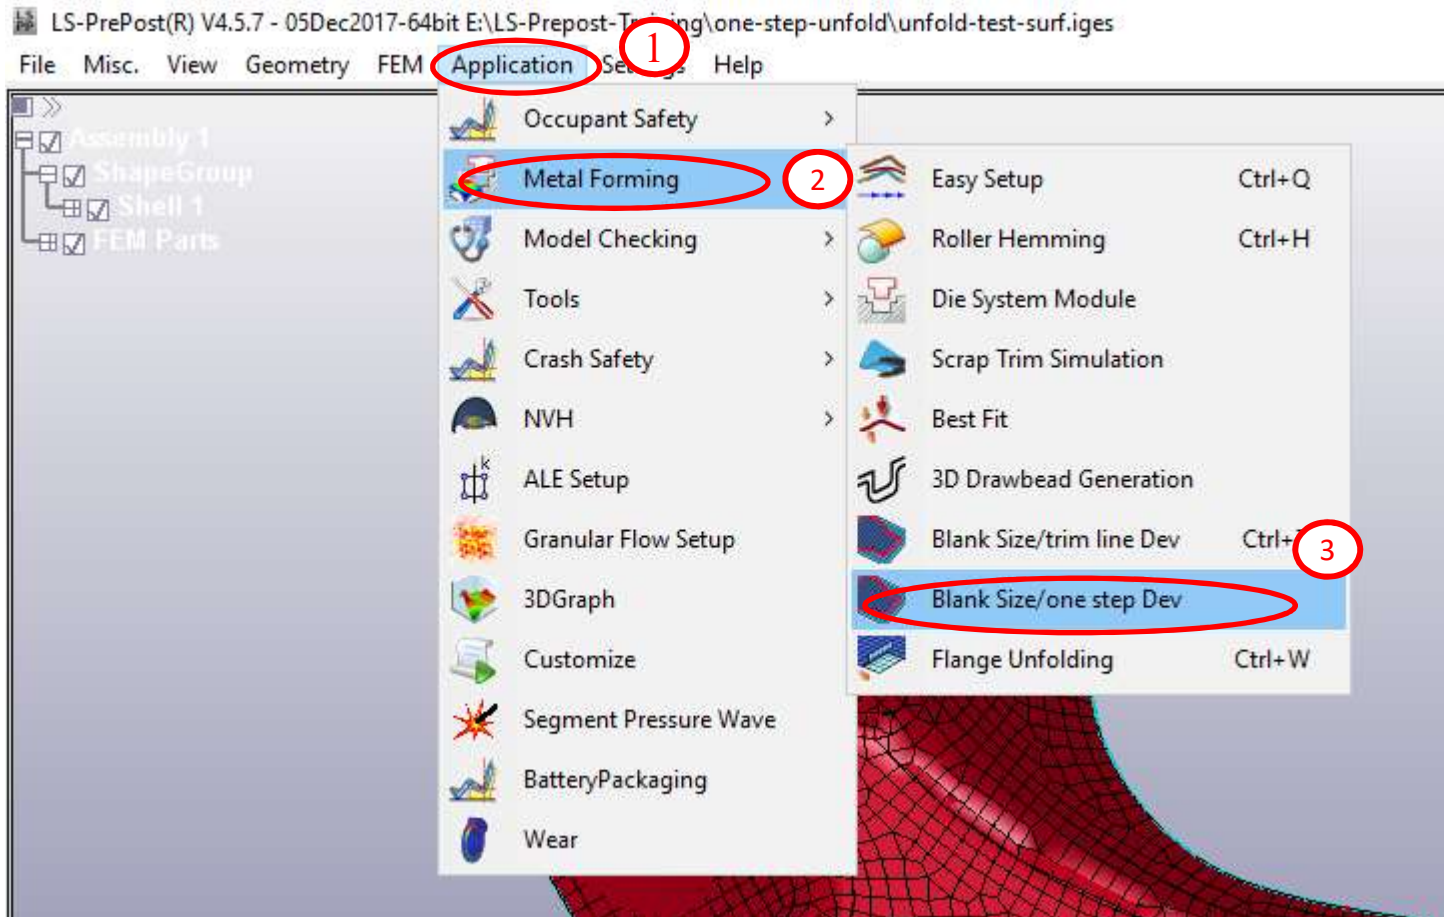 LS-PrePost(R) V4.5.7 - 05Dec2017-64bit E:\LS-Prepost-Training\one-step-unfold\unfold-test-surf.iges
File Misc. View Geometry FEM Application Settings Help
1
Assembly 1
ShapeGroup
Shell 1
FEM Parts
Occupant Safety
Metal Forming
2
Model Checking
Tools
Crash Safety
NVH
ALE Setup
Granular Flow Setup
3DGraph
Customize
Segment Pressure Wave
BatteryPackaging
Wear
Easy Setup Ctrl+Q
Roller Hemming Ctrl+H
Die System Module
Scrap Trim Simulation
Best Fit
3D Drawbead Generation
Blank Size/trim line Dev Ctrl+
3
Blank Size/one step Dev
Flange Unfolding Ctrl+W